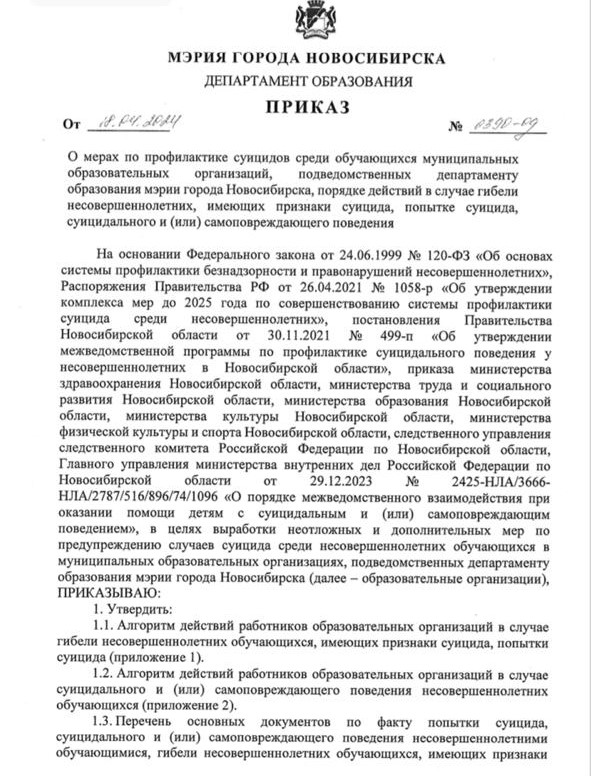 МЭРИЯ ГОРОДА НОВОСИБИРСКА
ДЕПАРТАМЕНТ ОБРАЗОВАНИЯ
ПРИКАЗ
От 18.04.2024 № 0390-од
О мерах по профилактике суицидов среди обучающихся муниципальных
образовательных организаций, подведомственных департаменту
образования мэрии города Новосибирска, порядке действий в случае гибели
несовершеннолетних, имеющих признаки суицида, попытке суицида,
суицидального и (или) самоповреждающего поведения
На основании Федерального закона от 24.06.1999 № 120-ФЗ «Об основах
системы профилактики безнадзорности и правонарушений несовершеннолетних»,
Распоряжения Правительства РФ от 26.04.2021 № 1058-р «Об утверждении
комплекса мер до 2025 года по совершенствованию системы профилактики
суицида среди несовершеннолетних», постановления Правительства
Новосибирской области от 30.11.2021 № 499-п «Об утверждении
межведомственной программы по профилактике суицидального поведения у
несовершеннолетних в Новосибирской области», приказа министерства
здравоохранения Новосибирской области, министерства труда и социального
развития Новосибирской области, министерства образования Новосибирской
области, министерства культуры Новосибирской области, министерства
физической культуры и спорта Новосибирской области, следственного управления
следственного комитета Российской Федерации по Новосибирской области,
Главного управления министерства внутренних дел Российской Федерации по
Новосибирской области от 29.12.2023 № 2425-НЛА/3666-
НЛА/2787/516/896/74/1096 «О порядке межведомственного взаимодействия при
оказании помощи детям с суицидальным и (или) самоповреждающим
поведением», в целях выработки неотложных и дополнительных мер по
предупреждению случаев суицида среди несовершеннолетних обучающихся в
муниципальных образовательных организациях, подведомственных департаменту
образования мэрии города Новосибирска (далее – образовательные организации),
ПРИКАЗЫВАЮ:
1. Утвердить:
1.1. Алгоритм действий работников образовательных организаций в случае
гибели несовершеннолетних обучающихся, имеющих признаки суицида, попытки
суицида (приложение 1).
1.2. Алгоритм действий работников образовательных организаций в случае
суицидального и (или) самоповреждающего поведения несовершеннолетних
обучающихся (приложение 2).
1.3. Перечень основных документов по факту попытки суицида,
суицидального и (или) самоповреждающего поведения несовершеннолетними
обучающимися, гибели несовершеннолетних обучающихся, имеющих признаки